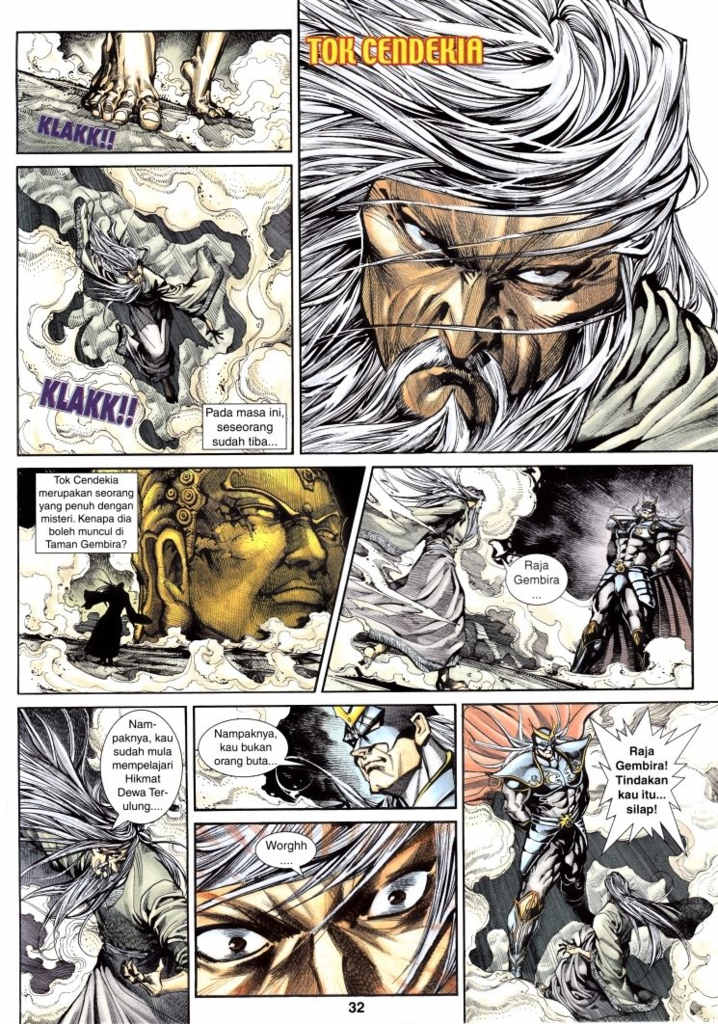 KLAKK!!
TOK CENDEKIA
KLAKK!!
Pada masa ini,
seseorang
sudah tiba...
Tok Cendekia
merupakan seorang
yang penuh dengan
misteri. Kenapa dia
boleh muncul di
Taman Gembira?
Raja
Gembira
...
Nam-
paknya, kau
sudah mula
mempelajari
Hikmat
Dewa Ter-
ulung....
Nampaknya,
kau bukan
orang buta...
Worghh
....
Raja
Gembira!
Tindakan
kau itu...
silap!
32